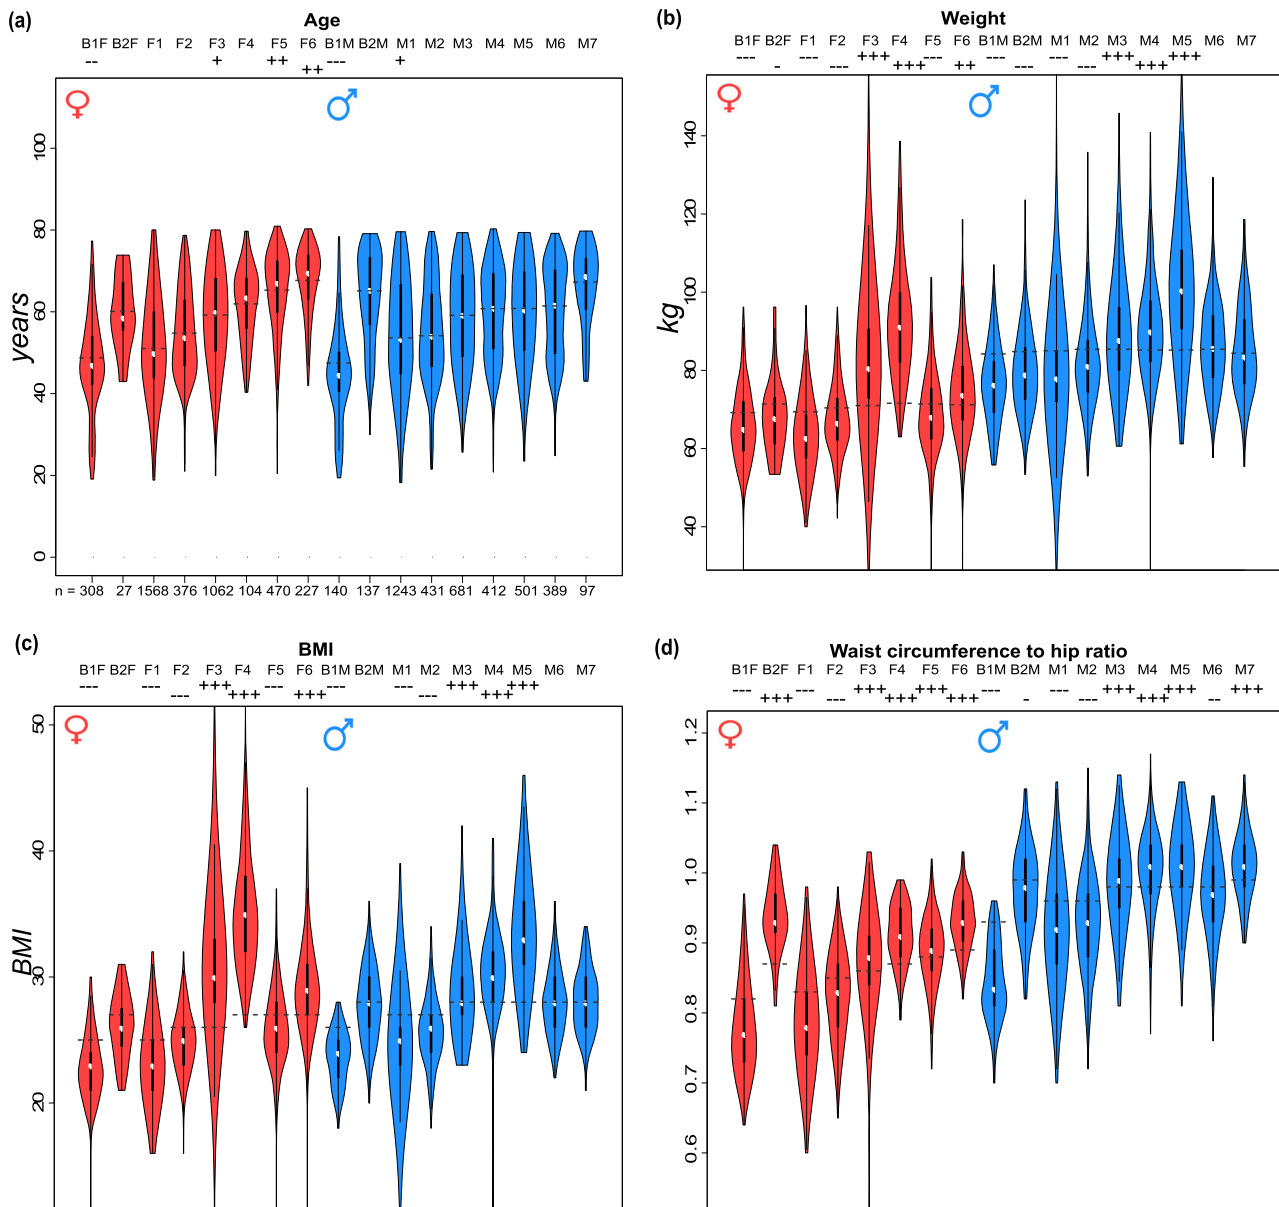 (a)
Age
B1F B2F F1 F2 F3 F4 F5 F6 B1M B2M M1 M2 M3 M4 M5 M6 M7
-- + ++ ++ --- +
years
100
80
60
40
20
0
n = 308 27 1568 376 1062 104 470 227 140 137 1243 431 681 412 501 389 97
(b)
Weight
B1F B2F F1 F2 F3 F4 F5 F6 B1M B2M M1 M2 M3 M4 M5 M6 M7
--- - --- --- +++ +++ --- ++ --- --- --- --- +++ +++ +++
kg
140
120
100
80
60
40
(c)
BMI
B1F B2F F1 F2 F3 F4 F5 F6 B1M B2M M1 M2 M3 M4 M5 M6 M7
--- --- --- +++ +++ --- +++ --- --- --- +++ +++ +++
BMI
50
40
30
20
(d)
Waist circumference to hip ratio
B1F B2F F1 F2 F3 F4 F5 F6 B1M B2M M1 M2 M3 M4 M5 M6 M7
--- +++ --- --- +++ +++ +++ +++ --- - --- --- +++ +++ +++ -- +++
1.2
1.1
1.0
0.9
0.8
0.7
0.6